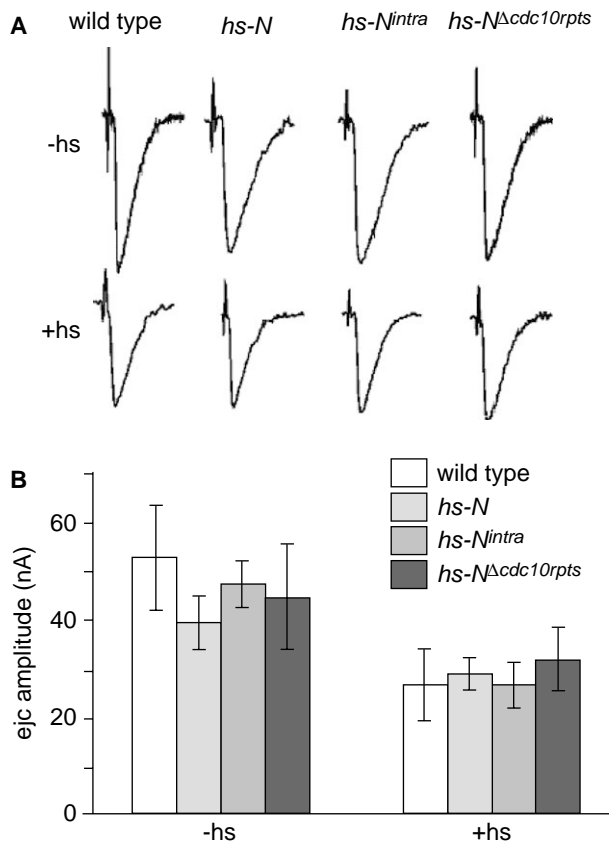 A
wild type hs-N hs-Nintra hs-NΔcdc10rpts
-hs
+hs
B
ejc amplitude (nA)
60
40
20
0
wild type
hs-N
hs-Nintra
hs-NΔcdc10rpts
-hs +hs